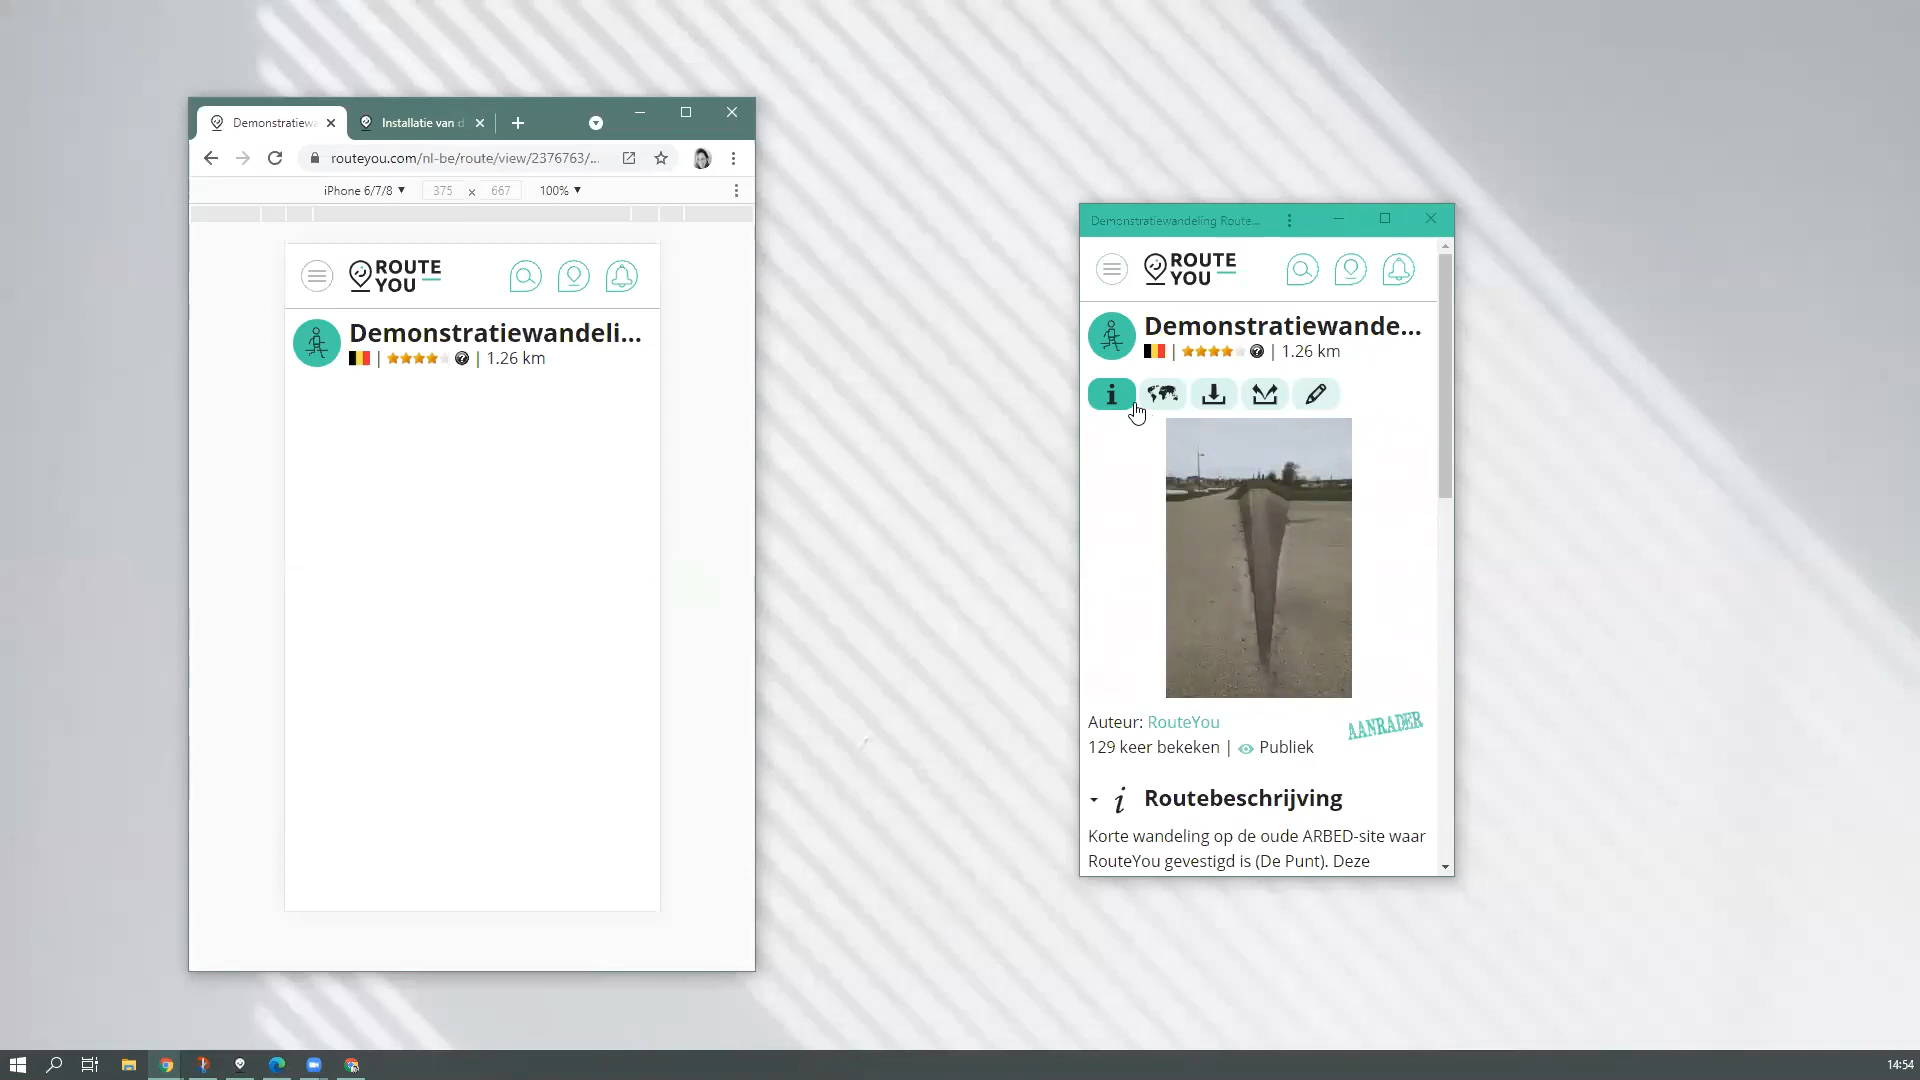 Demonstratiewa
Installatie van d
routeyou.com/nl-be/route/view/2376763/...
iPhone 6/7/8
375 x 667
100%
ROUTE
YOU
Demonstratiewandeli...
| 1.26 km
Demonstratiewandeling Route...
ROUTE
YOU
Demonstratiewande...
| 1.26 km
Auteur: RouteYou
AANRADER
129 keer bekeken | Publiek
Routebeschrijving
Korte wandeling op de oude ARBED-site waar
RouteYou gevestigd is (De Punt). Deze
14:54